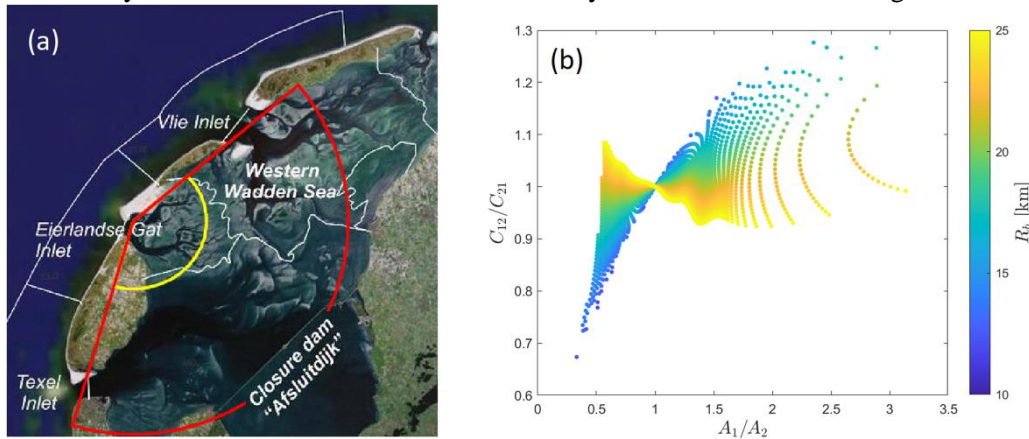 (a)
Vlie Inlet
Western
Wadden Sea
Eierlandse Gat
Inlet
Texel
Inlet
Closure dam
"Afsluitdijk"
(b)
1.3
1.2
1.1
1
0.9
0.8
0.7
0.6
C12/C21
0 0.5 1 1.5 2 2.5 3 3.5
A1/A2
25
20
15
10
Rb [km]